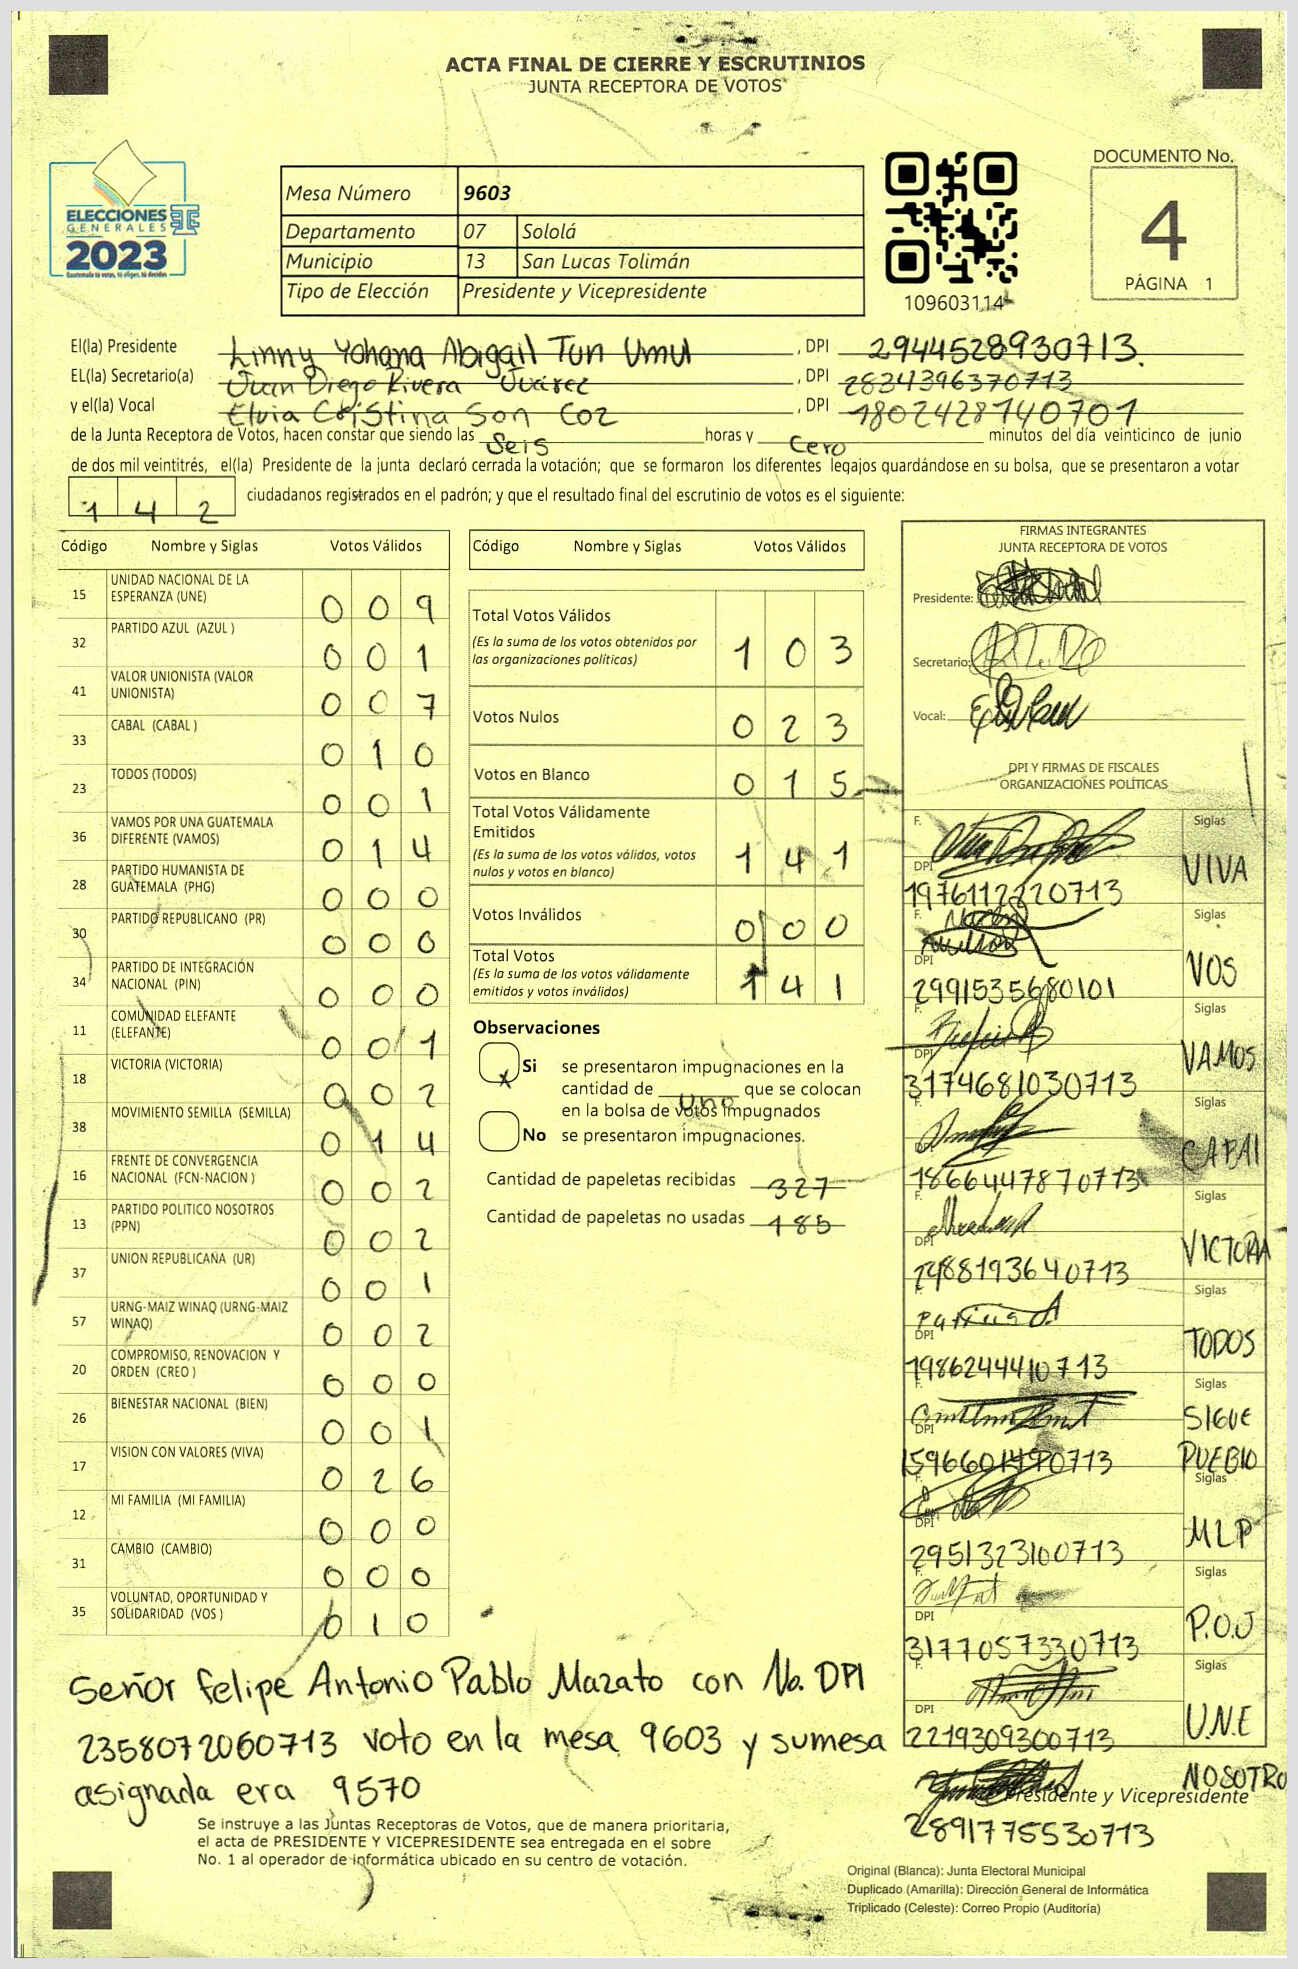 ACTA FINAL DE CIERRE Y ESCRUTINIOS
JUNTA RECEPTORA DE VOTOS
ELECCIONES
GENERALES
2023
Guatemala tú votas, tú eliges, tú decides
Mesa Número 9603
Departamento 07 Sololá
Municipio 13 San Lucas Tolimán
Tipo de Elección Presidente y Vicepresidente
109603114
DOCUMENTO No.
4
PÁGINA 1
El(la) Presidente Linny Yohana Abigail Tun Umul , DPI 2944528930713.
EL(la) Secretario(a) Juan Diego Rivera Juárez , DPI 2834396370713
y el(la) Vocal Elvia Cristina Son Coz , DPI 1802428140701
de la Junta Receptora de Votos, hacen constar que siendo las Seis horas y Cero minutos del día veinticinco de junio
de dos mil veintitrés, el(la) Presidente de la junta declaró cerrada la votación; que se formaron los diferentes legajos guardándose en su bolsa, que se presentaron a votar
1 4 2 ciudadanos registrados en el padrón; y que el resultado final del escrutinio de votos es el siguiente:
Código Nombre y Siglas Votos Válidos
15 UNIDAD NACIONAL DE LA ESPERANZA (UNE) 0 0 9
32 PARTIDO AZUL (AZUL ) 0 0 1
41 VALOR UNIONISTA (VALOR UNIONISTA) 0 0 7
33 CABAL (CABAL ) 0 1 0
23 TODOS (TODOS) 0 0 1
36 VAMOS POR UNA GUATEMALA DIFERENTE (VAMOS) 0 1 4
28 PARTIDO HUMANISTA DE GUATEMALA (PHG) 0 0 0
30 PARTIDO REPUBLICANO (PR) 0 0 0
34 PARTIDO DE INTEGRACIÓN NACIONAL (PIN) 0 0 0
11 COMUNIDAD ELEFANTE (ELEFANTE) 0 0 1
18 VICTORIA (VICTORIA) 0 0 2
38 MOVIMIENTO SEMILLA (SEMILLA) 0 1 4
16 FRENTE DE CONVERGENCIA NACIONAL (FCN-NACION ) 0 0 2
13 PARTIDO POLITICO NOSOTROS (PPN) 0 0 2
37 UNION REPUBLICANA (UR) 0 0 1
57 URNG-MAIZ WINAQ (URNG-MAIZ WINAQ) 0 0 2
20 COMPROMISO, RENOVACION Y ORDEN (CREO ) 0 0 0
26 BIENESTAR NACIONAL (BIEN) 0 0 1
17 VISION CON VALORES (VIVA) 0 2 6
12 MI FAMILIA (MI FAMILIA) 0 0 0
31 CAMBIO (CAMBIO) 0 0 0
35 VOLUNTAD, OPORTUNIDAD Y SOLIDARIDAD (VOS ) 0 1 0
Código Nombre y Siglas Votos Válidos
Total Votos Válidos 1 0 3
(Es la suma de los votos obtenidos por
las organizaciones políticas)
Votos Nulos 0 2 3
Votos en Blanco 0 1 5
Total Votos Válidamente
Emitidos 1 4 1
(Es la suma de los votos válidos, votos
nulos y votos en blanco)
Votos Inválidos 0 0 0
Total Votos 1 4 1
(Es la suma de los votos válidamente
emitidos y votos inválidos)
Observaciones
x Si se presentaron impugnaciones en la
cantidad de uno que se colocan
en la bolsa de votos impugnados
No se presentaron impugnaciones.
Cantidad de papeletas recibidas 327
Cantidad de papeletas no usadas 185
FIRMAS INTEGRANTES
JUNTA RECEPTORA DE VOTOS
Presidente:
Secretario:
Vocal:
DPI Y FIRMAS DE FISCALES
ORGANIZACIONES POLÍTICAS
F. Siglas
DPI VIVA
1976112220713
F. Siglas
DPI VOS
2991535680101
F. Siglas
DPI VAMOS
3174681030713
Siglas
CABAL
1866447870713
F. Siglas
DPI VICTORIA
2488193640713
F. Siglas
DPI TODOS
1986244410713
F. Siglas
DPI SIGUE
PUEBLO
1596601490713
F. Siglas
DPI MLP
2951323100713
F. Siglas
DPI P.O.J
3177057330713
F. Siglas
DPI U.N.E
2219309300713
NOSOTRO
Presidente y Vicepresidente
2891775530713
Señor Felipe Antonio Pablo Mazato con No. DPI
2358072060713 voto en la mesa 9603 y sumesa
asignada era 9570
Se instruye a las Juntas Receptoras de Votos, que de manera prioritaria,
el acta de PRESIDENTE Y VICEPRESIDENTE sea entregada en el sobre
No. 1 al operador de informática ubicado en su centro de votación.
Original (Blanca): Junta Electoral Municipal
Duplicado (Amarilla): Dirección General de Informática
Triplicado (Celeste): Correo Propio (Auditoría)